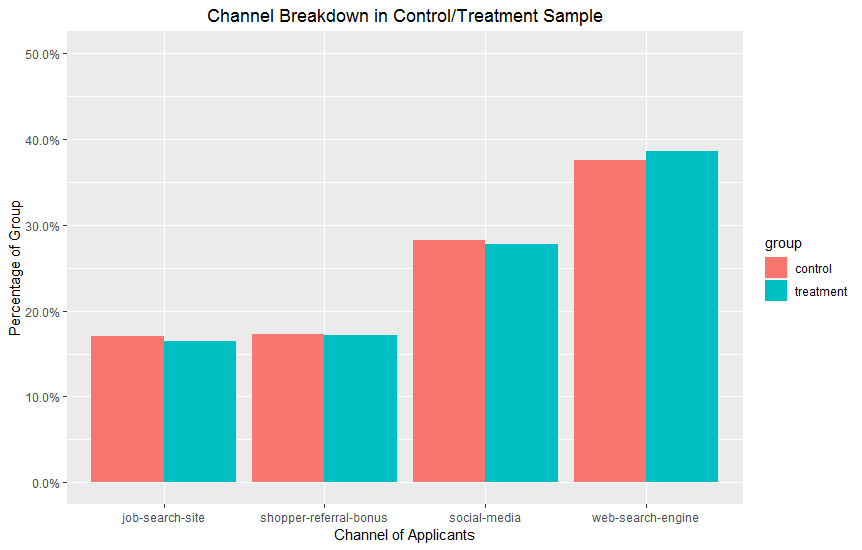 Channel Breakdown in Control/Treatment Sample
50.0%
40.0%
30.0%
20.0%
10.0%
0.0%
Percentage of Group
job-search-site
shopper-referral-bonus
social-media
web-search-engine
Channel of Applicants
group
control
treatment